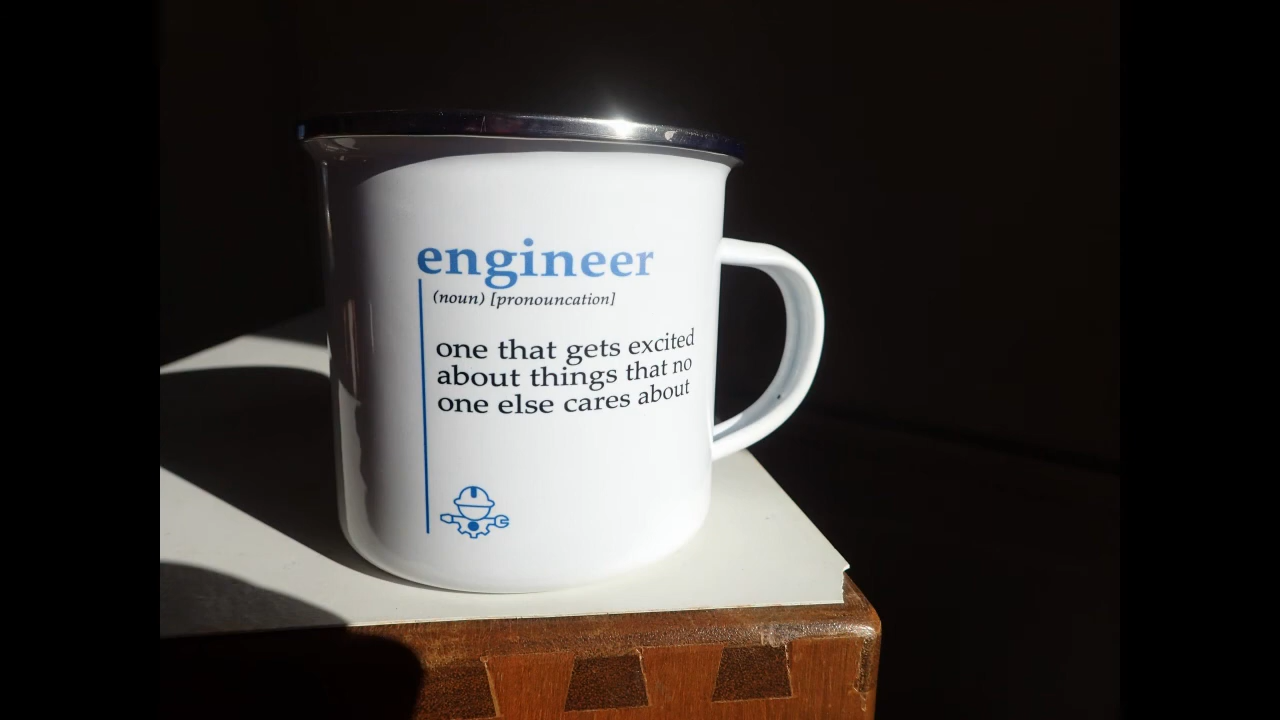 engineer
(noun) [pronouncation]
one that gets excited
about things that no
one else cares about